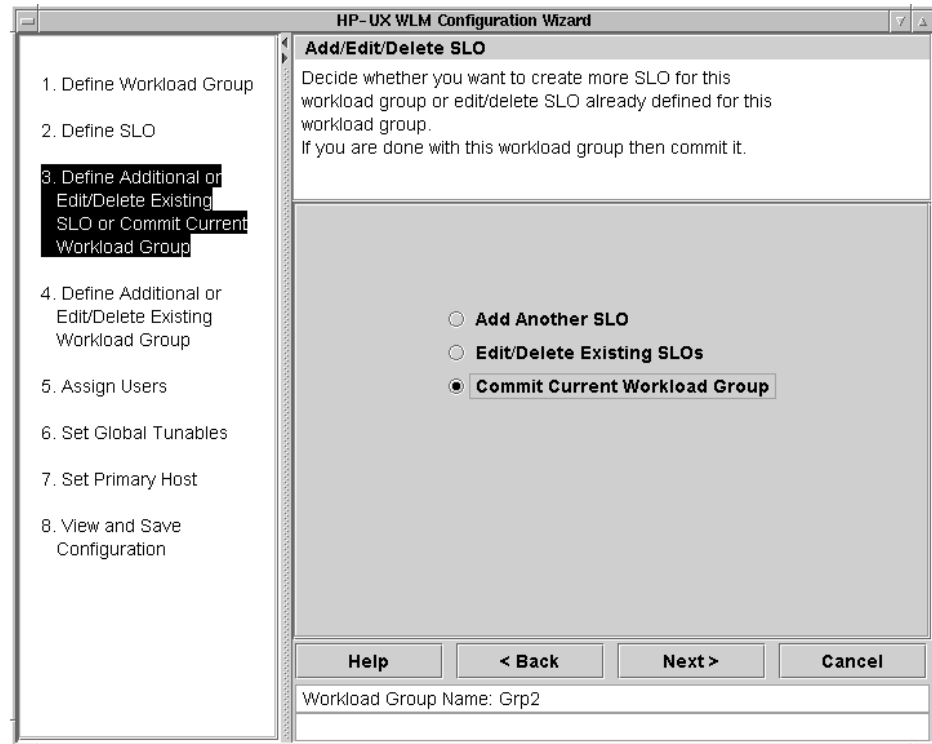 HP-UX WLM Configuration Wizard
1. Define Workload Group
2. Define SLO
3. Define Additional or
Edit/Delete Existing
SLO or Commit Current
Workload Group
4. Define Additional or
Edit/Delete Existing
Workload Group
5. Assign Users
6. Set Global Tunables
7. Set Primary Host
8. View and Save
Configuration
Add/Edit/Delete SLO
Decide whether you want to create more SLO for this
workload group or edit/delete SLO already defined for this
workload group.
If you are done with this workload group then commit it.
Add Another SLO
Edit/Delete Existing SLOs
Commit Current Workload Group
Help
< Back
Next >
Cancel
Workload Group Name: Grp2